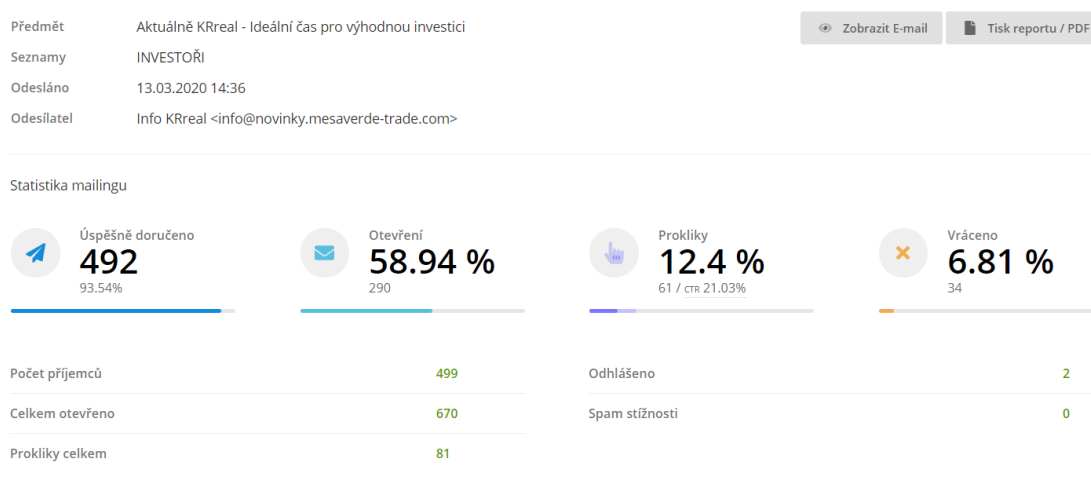 Předmět Aktuálně KRreal - Ideální čas pro výhodnou investici
Zobrazit E-mail Tisk reportu / PDF
Seznamy INVESTOŘI
Odesláno 13.03.2020 14:36
Odesílatel Info KRreal <info@novinky.mesaverde-trade.com>
Statistika mailingu
Úspěšně doručeno
492
93.54%
Otevření
58.94 %
290
Prokliky
12.4 %
61 / CTR 21.03%
Vráceno
6.81 %
34
Počet příjemců 499
Celkem otevřeno 670
Prokliky celkem 81
Odhlášeno 2
Spam stížnosti 0